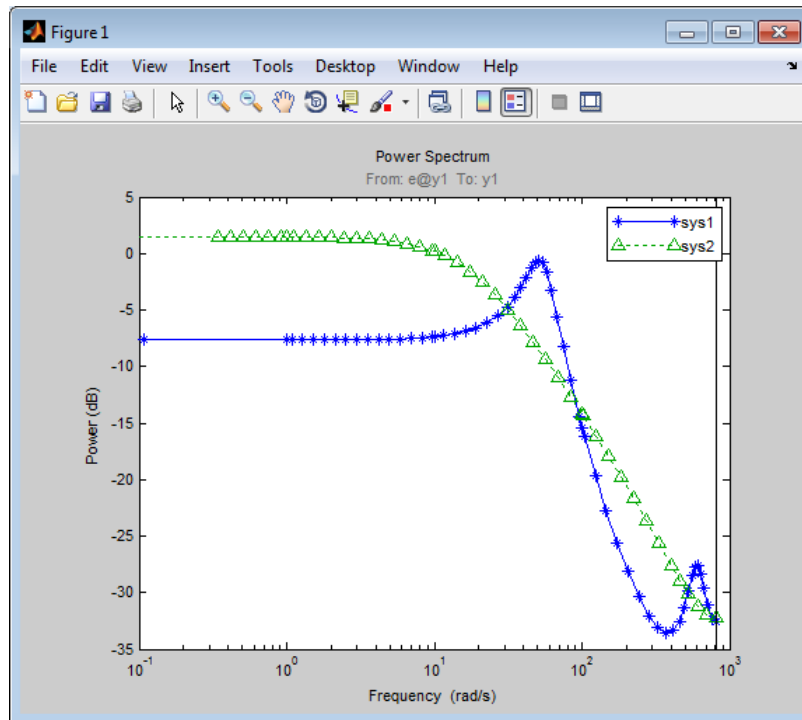 Figure 1
File Edit View Insert Tools Desktop Window Help
Power Spectrum
From: e@y1 To: y1
5
0
-5
-10
-15
-20
-25
-30
-35
Power (dB)
sys1
sys2
10^-1 10^0 10^1 10^2 10^3
Frequency (rad/s)